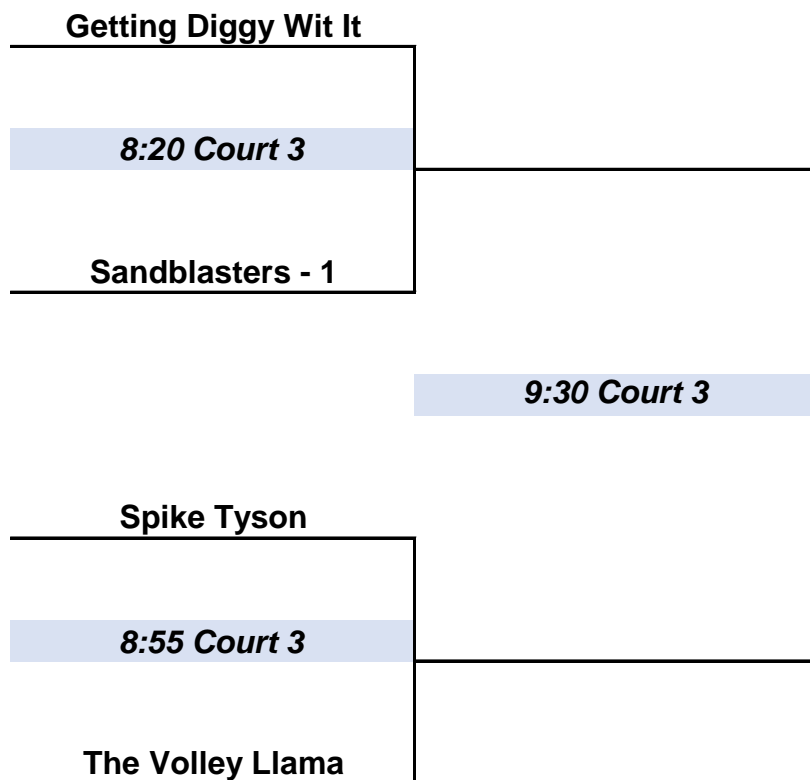 Getting Diggy Wit It
8:20 Court 3
Sandblasters - 1
9:30 Court 3
Spike Tyson
8:55 Court 3
The Volley Llama